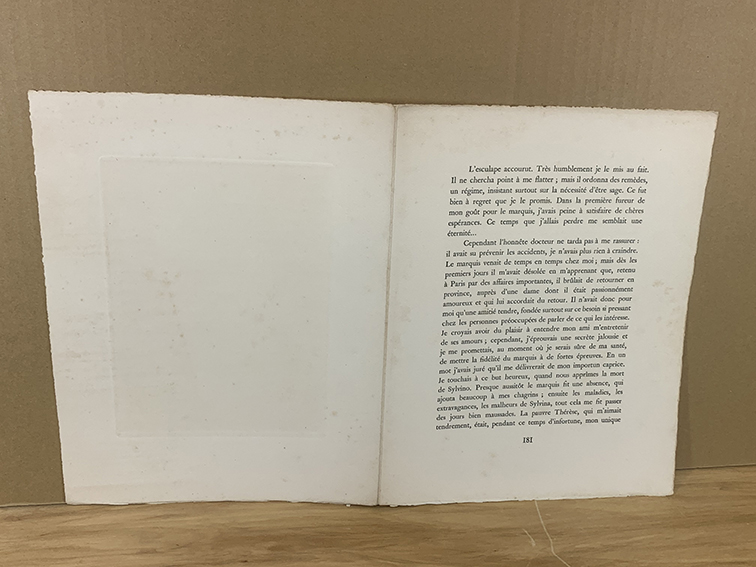 L'esculape accourut. Très humblement je le mis au fait.
Il ne chercha point à me flatter ; mais il ordonna des remèdes,
un régime, insistant surtout sur la nécessité d'être sage. Ce fut
bien à regret que je le promis. Dans la première fureur de
mon goût pour le marquis, j'avais peine à satisfaire de chères
espérances. Ce temps que j'allais perdre me semblait une
éternité...
Cependant l'honnête docteur ne tarda pas à me rassurer :
il avait su prévenir les accidents, je n'avais plus rien à craindre.
Le marquis venait de temps en temps chez moi ; mais dès les
premiers jours il m'avait désolée en m'apprenant que, retenu
à Paris par des affaires importantes, il brûlait de retourner en
province, auprès d'une dame dont il était passionnément
amoureux et qui lui accordait du retour. Il n'avait donc pour
moi qu'une amitié tendre, fondée surtout sur ce besoin si pressant
chez les personnes préoccupées de parler de ce qui les intéresse.
Je croyais avoir du plaisir à entendre mon ami m'entretenir
de ses amours ; cependant, j'éprouvais une secrète jalousie et
je me promettais, au moment où je serais sûre de ma santé,
de mettre la fidélité du marquis à de fortes épreuves. En un
mot j'avais juré qu'il me délivrerait de mon importun caprice.
Je touchais à ce but heureux, quand nous apprîmes la mort
de Sylvino. Presque aussitôt le marquis fit une absence, qui
ajouta beaucoup à mes chagrins ; ensuite les maladies, les
extravagances, les malheurs de Sylvina, tout cela me fit passer
des jours bien maussades. La pauvre Thérèse, qui m'aimait
tendrement, était, pendant ce temps d'infortune, mon unique
181